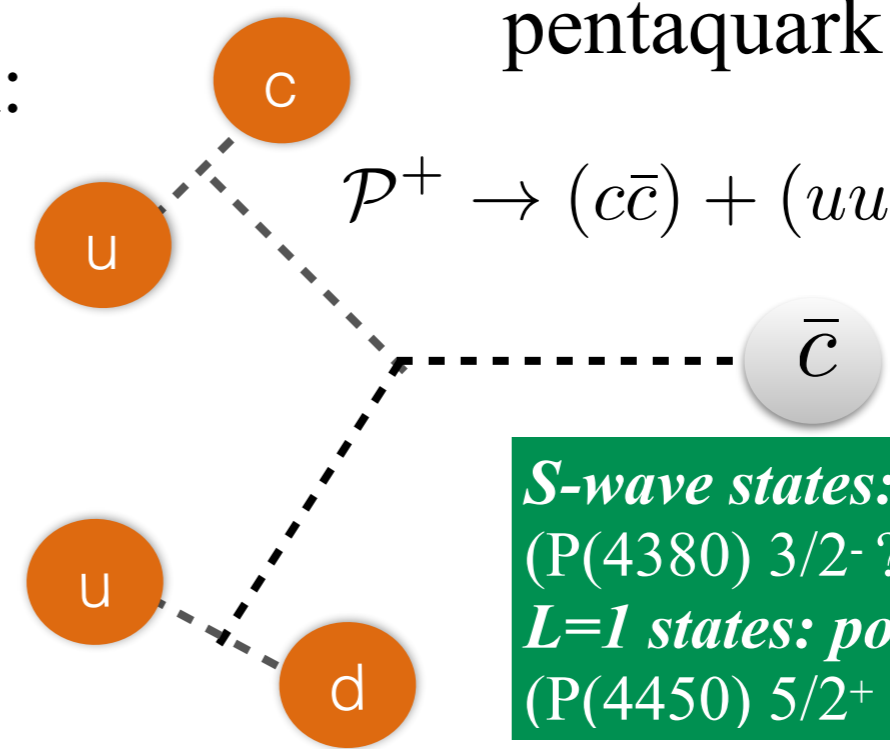 pentaquark
:
c
𝒫⁺ → (cc̄) + (uu
u
c̄
S-wave states:
(P(4380) 3/2⁻ ?
u
L=1 states: po
d
(P(4450) 5/2⁺